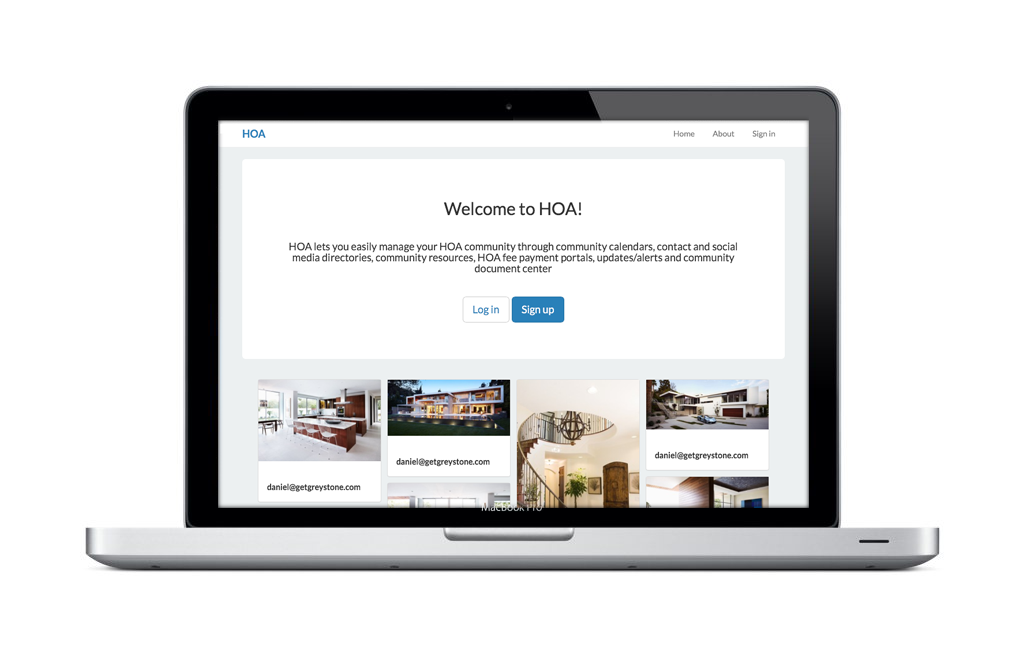 HOA
Home About Sign in
Welcome to HOA!
HOA lets you easily manage your HOA community through community calendars, contact and social
media directories, community resources, HOA fee payment portals, updates/alerts and community
document center
Log in Sign up
daniel@getgreystone.com
daniel@getgreystone.com
daniel@getgreystone.com
MacBook Pro